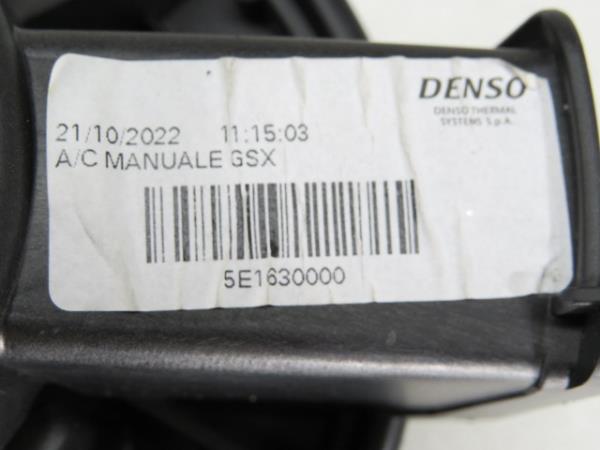 DENSO
DENSO THERMAL
SYSTEMS S.p.A.
21/10/2022 11:15:03
A/C MANUALE GSX
5E1630000